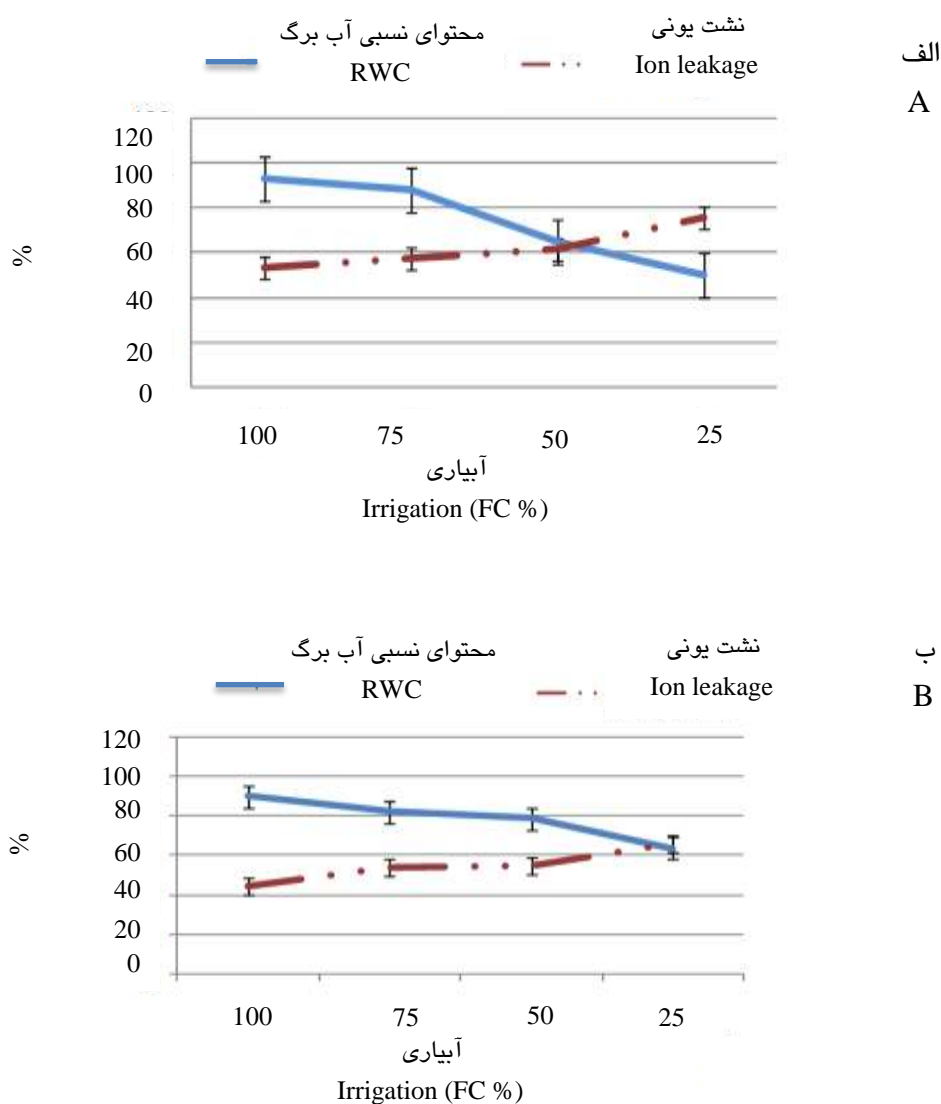 محتوای نسبی آب برگ
نشت یونی
الف
RWC
Ion leakage
A
120
100
80
60
40
20
0
%
100 75 50 25
آبیاری
Irrigation (FC %)
محتوای نسبی آب برگ
نشت یونی
ب
RWC
Ion leakage
B
120
100
80
60
40
20
0
%
100 75 50 25
آبیاری
Irrigation (FC %)